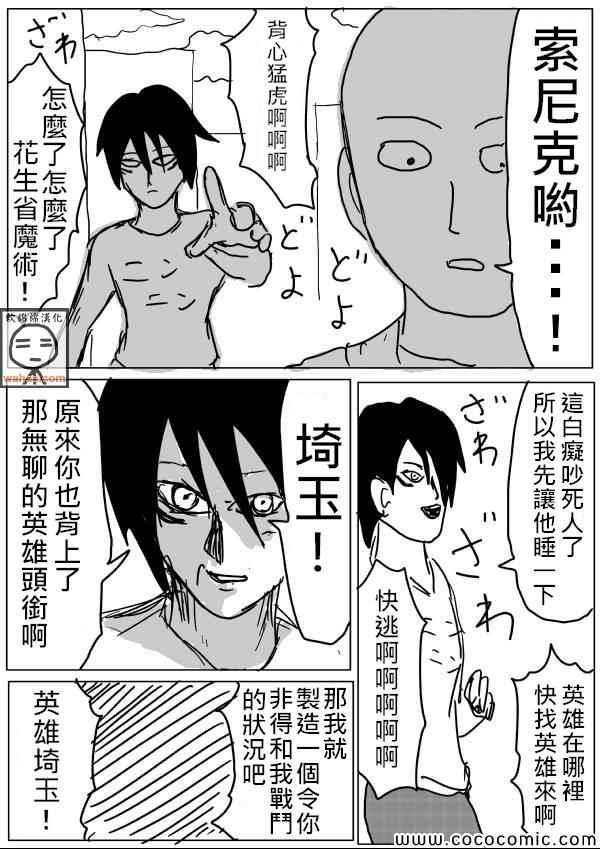 索尼克喲⋯⋯！
背心猛虎啊啊啊
どよ
どよ
ざわ
怎麼了怎麼了
花生省魔術！
軟綿綿漢化
這白癡吵死人了
所以我先讓他睡一下
ざわ
ざわ
快逃啊啊啊啊啊
英雄在哪裡
快找英雄來啊
埼玉！
原來你也背上了
那無聊的英雄頭銜啊
那我就
製造一個令你
非得和我戰鬥
的狀況吧
英雄埼玉！
www.cococomic.com